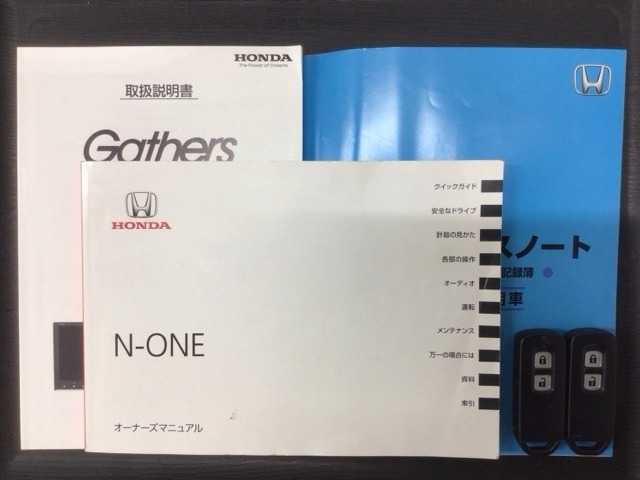 HONDA
The Power of Dreams
取扱説明書
Gathers
HONDA
クイックガイド
安全なドライブ
計器の見かた
各部の操作
オーディオ
運転
メンテナンス
万一の場合には
資料
索引
N-ONE
オーナーズマニュアル
スノート
記録簿
車